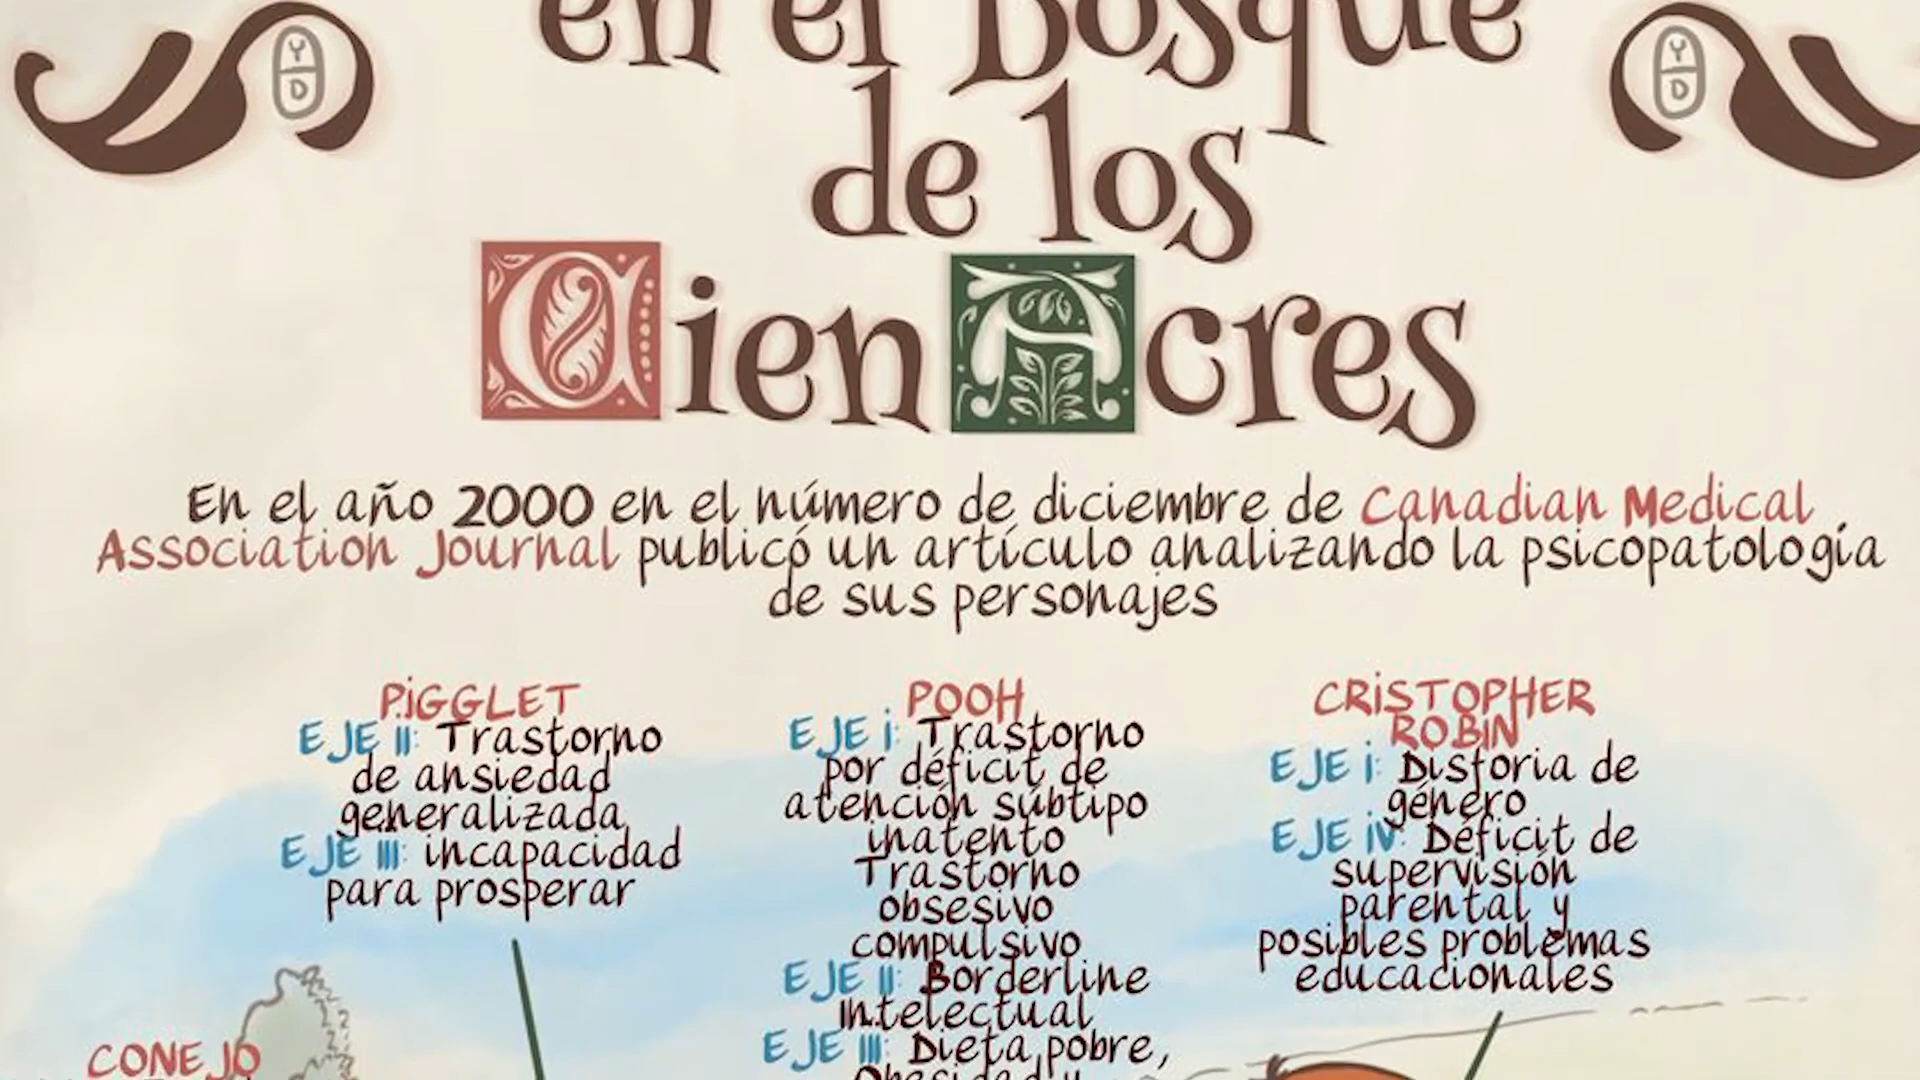 en el Bosque
de los
Cien Acres
Y
D
Y
D
En el año 2000 en el número de diciembre de Canadian Medical
Association Journal publicó un artículo analizando la psicopatología
de sus personajes
PIGGLET
EJE II: Trastorno
de ansiedad
generalizada
EJE III: incapacidad
para prosperar
POOH
EJE I: Trastorno
por déficit de
atención súbtipo
inatento
Trastorno
obsesivo
compulsivo
EJE II: Borderline
intelectual
EJE III: Dieta pobre,
Obesidad y
CRISTOPHER
ROBIN
EJE I: Disforia de
género
EJE IV: Déficit de
supervisión
parental y
posibles problemas
educacionales
CONEJO